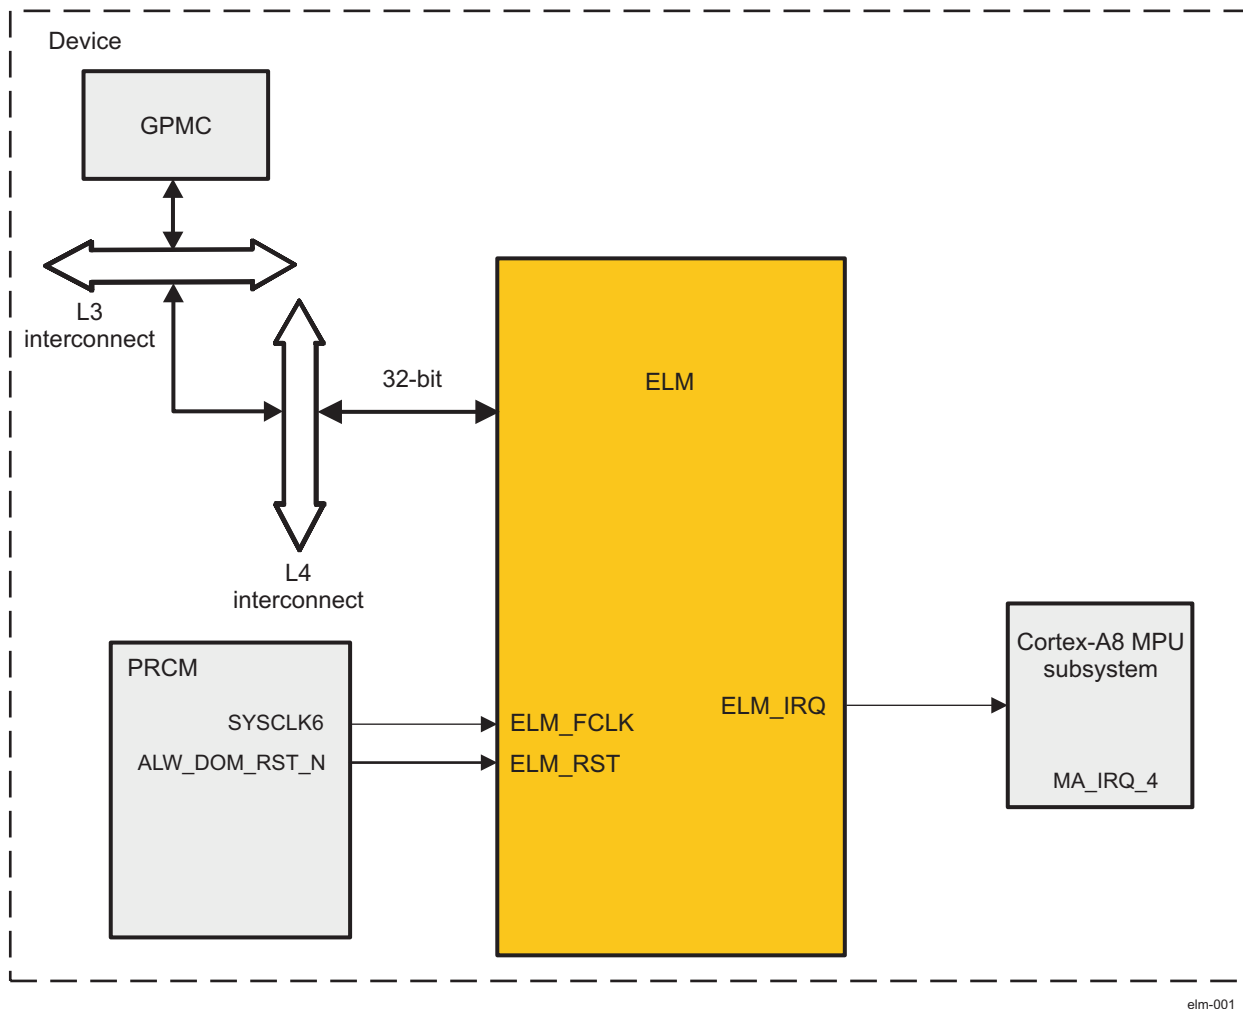 Device
GPMC
L3
interconnect
32-bit
ELM
L4
interconnect
PRCM
SYSCLK6
ALW_DOM_RST_N
ELM_FCLK
ELM_RST
ELM_IRQ
Cortex-A8 MPU
subsystem
MA_IRQ_4
elm-001